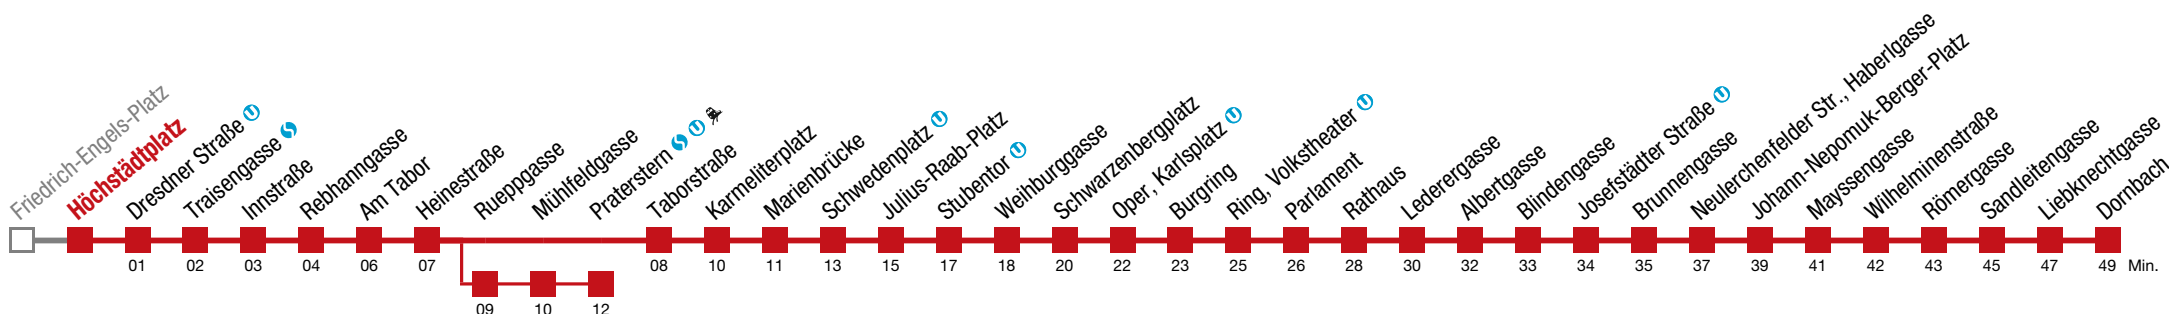 Friedrich-Engels-Platz
Höchstädtplatz
Dresdner Straße U
Traisengasse S
Innstraße
Rebhanngasse
Am Tabor
Heinestraße
Rueppgasse
Mühlfeldgasse
Praterstern S U
Taborstraße
Karmeliterplatz
Marienbrücke
Schwedenplatz U
Julius-Raab-Platz
Stubentor U
Weihburggasse
Schwarzenbergplatz
Oper, Karlsplatz U
Burgring
Ring, Volkstheater U
Parlament
Rathaus
Lederergasse
Albertgasse
Blindengasse
Josefstädter Straße U
Brunnengasse
Neulerchenfelder Str., Haberlgasse
Johann-Nepomuk-Berger-Platz
Mayssengasse
Wilhelminenstraße
Römergasse
Sandleitengasse
Liebknechtgasse
Dornbach
01 02 03 04 06 07 08 10 11 13 15 17 18 20 22 23 25 26 28 30 32 33 34 35 37 39 41 42 43 45 47 49 Min.
09 10 12